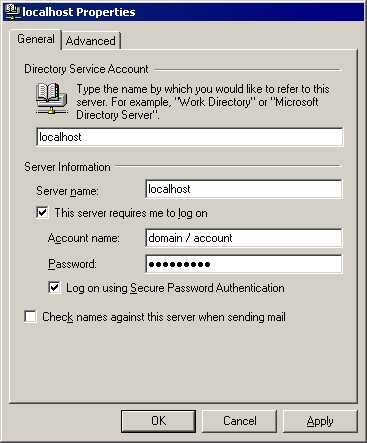 localhost Properties
General
Advanced
Directory Service Account
Type the name by which you would like to refer to this
server. For example, "Work Directory" or "Microsoft
Directory Server".
localhost
Server Information
Server name:
localhost
This server requires me to log on
Account name:
domain / account
Password:
●●●●●●●●●
Log on using Secure Password Authentication
Check names against this server when sending mail
OK
Cancel
Apply